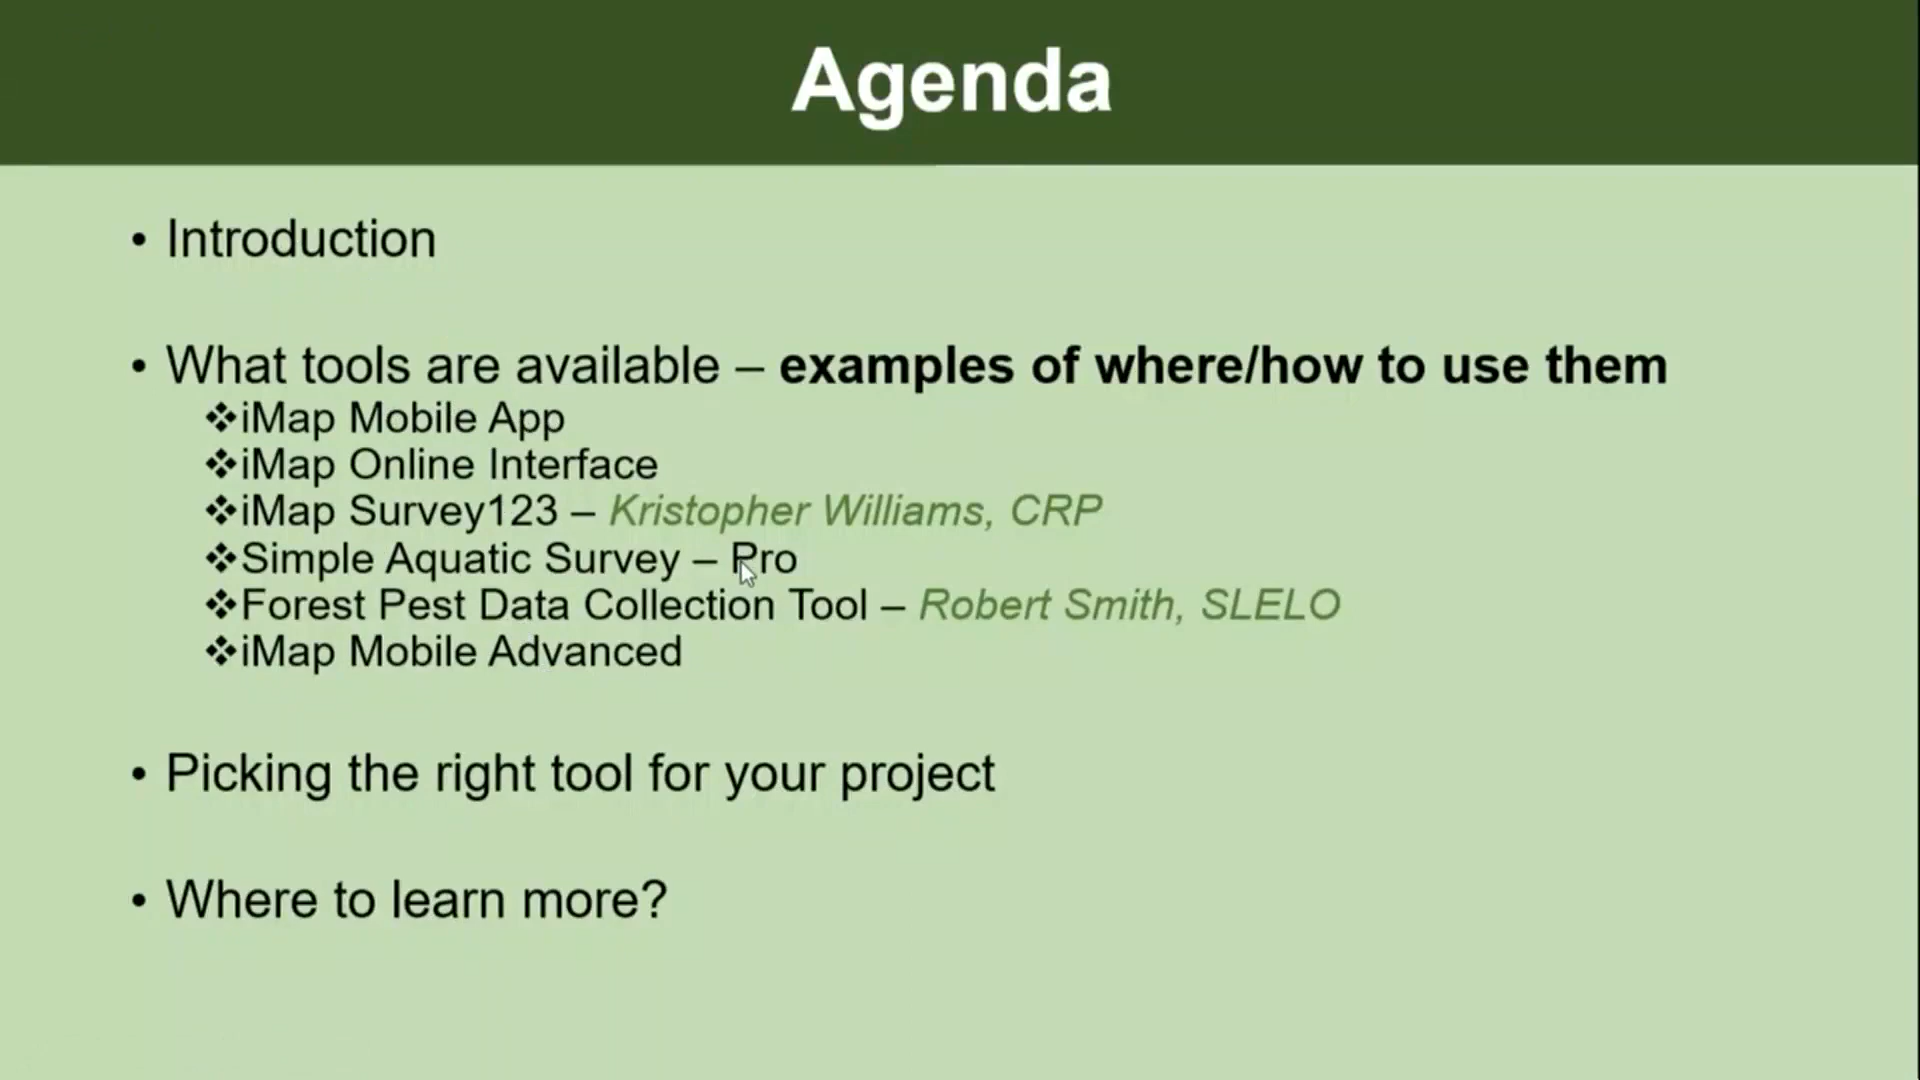 Agenda
• Introduction
• What tools are available – examples of where/how to use them
❖iMap Mobile App
❖iMap Online Interface
❖iMap Survey123 – Kristopher Williams, CRP
❖Simple Aquatic Survey – Pro
❖Forest Pest Data Collection Tool – Robert Smith, SLELO
❖iMap Mobile Advanced
• Picking the right tool for your project
• Where to learn more?